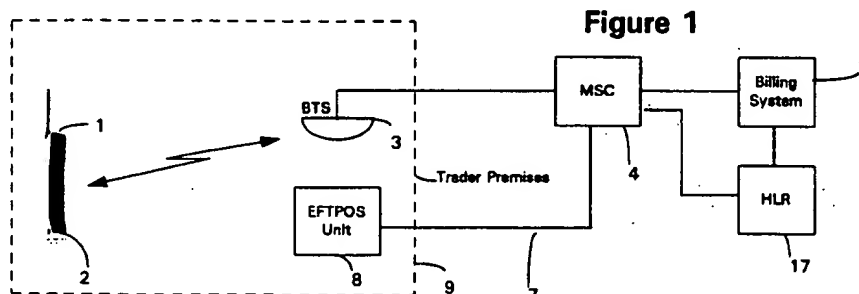 Figure 1
MSC
Billing
System
BTS
1
3
4
Trader Premises
HLR
EFTPOS
Unit
2
8
9
7
17